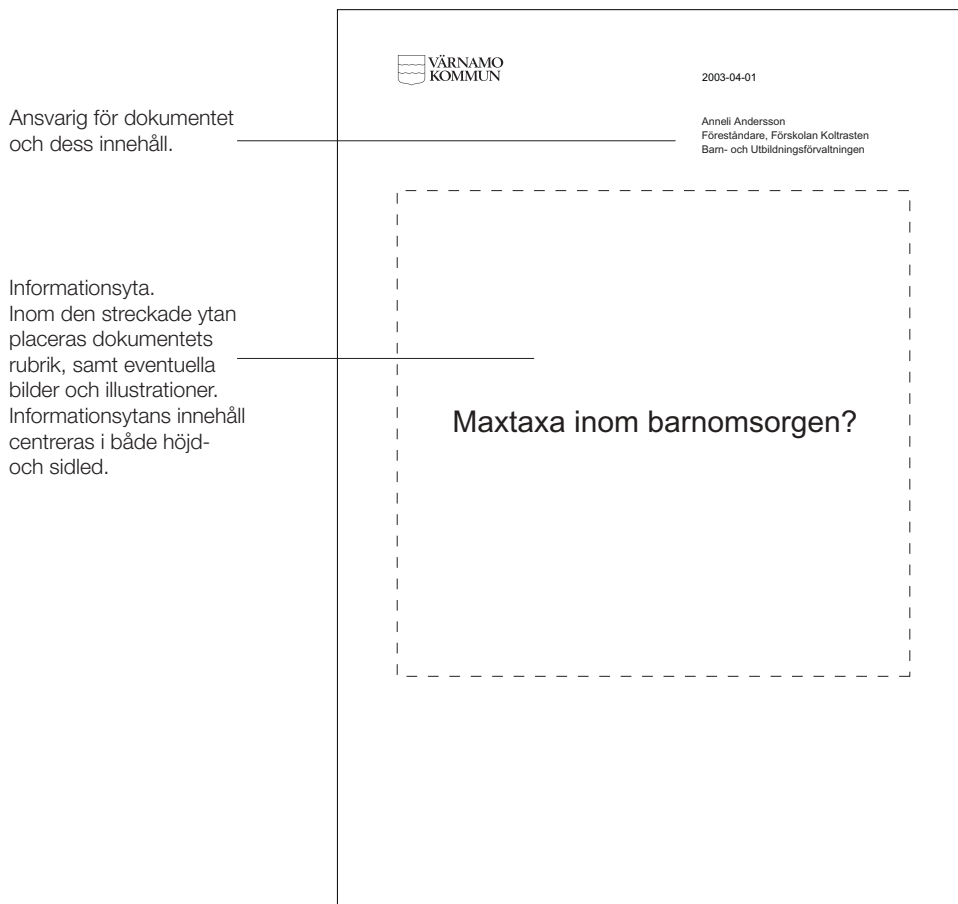 VÄRNAMO
KOMMUN
2003-04-01
Ansvarig för dokumentet
och dess innehåll.
Anneli Andersson
Föreståndare, Förskolan Koltrasten
Barn- och Utbildningsförvaltningen
Informationsyta.
Inom den streckade ytan
placeras dokumentets
rubrik, samt eventuella
bilder och illustrationer.
Informationsytans innehåll
centreras i både höjd-
och sidled.
Maxtaxa inom barnomsorgen?